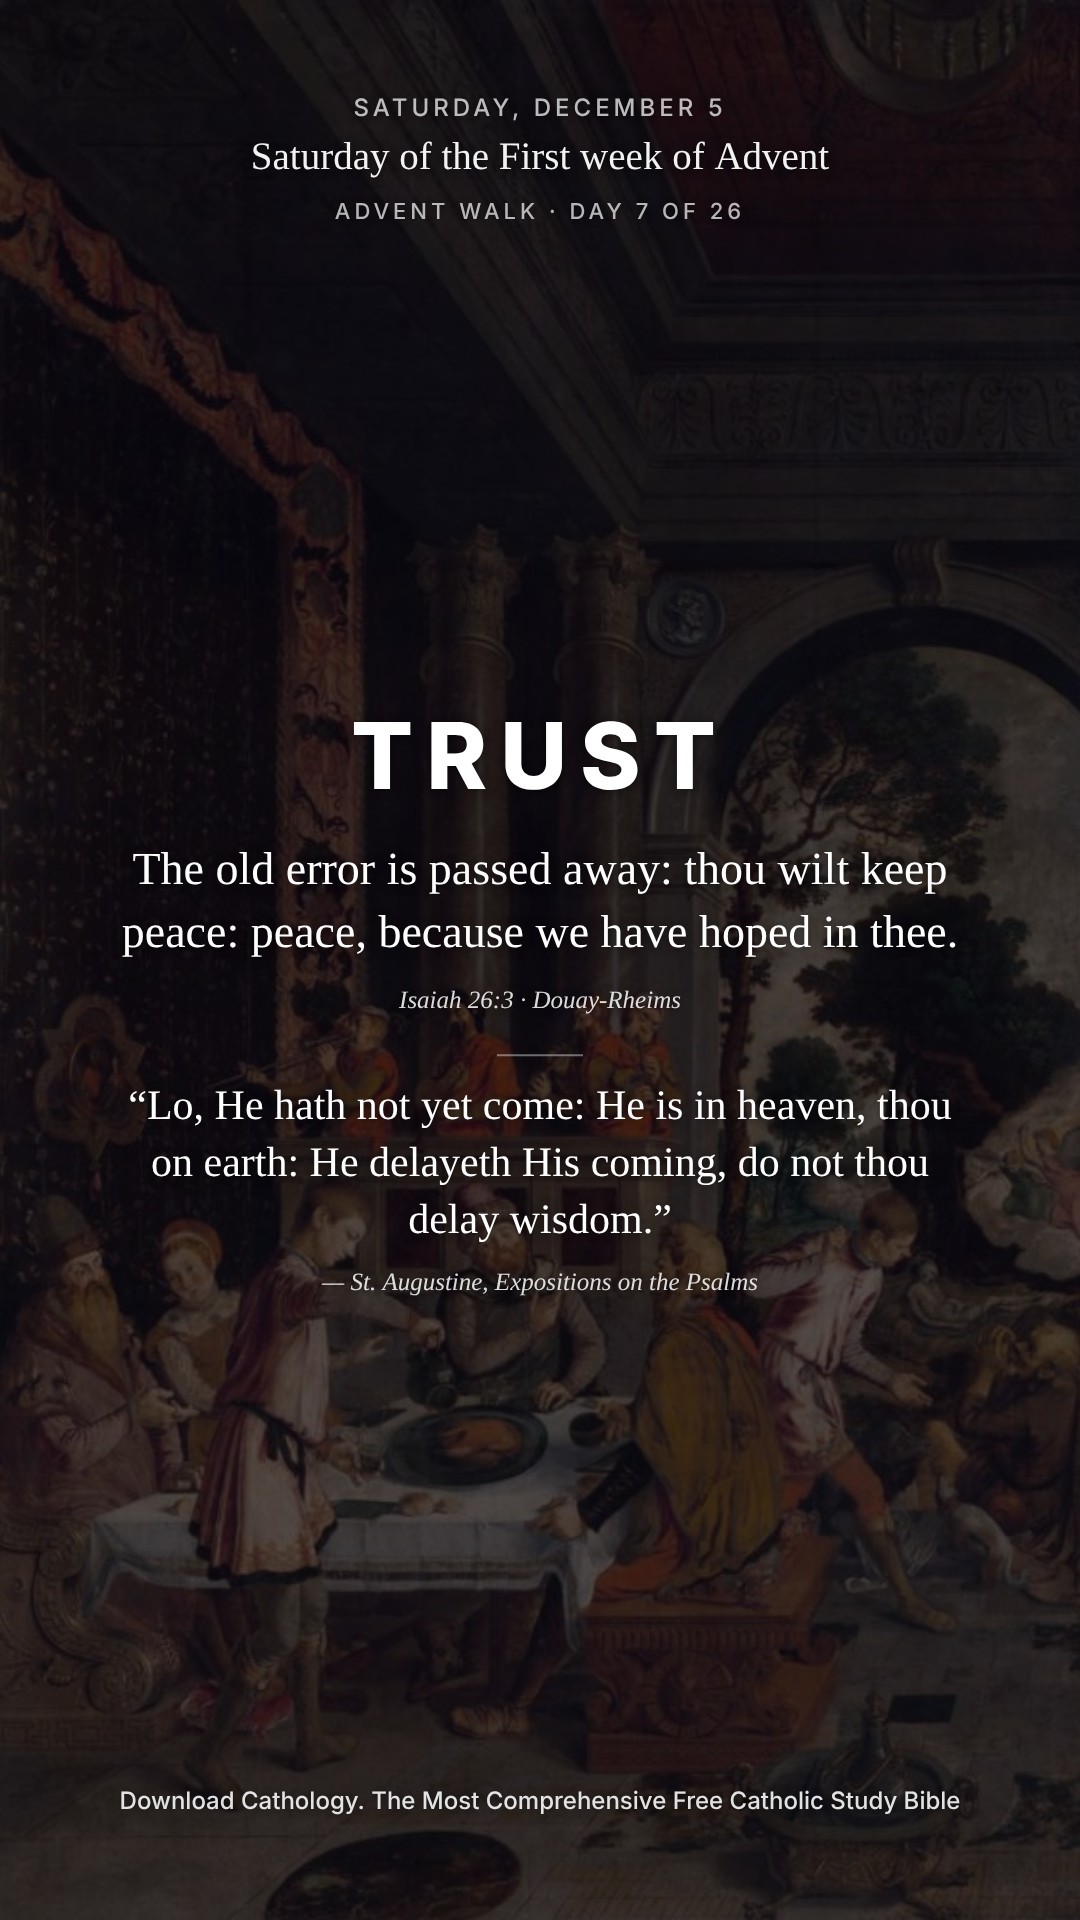 SATURDAY, DECEMBER 5
Saturday of the First week of Advent
ADVENT WALK · DAY 7 OF 26
TRUST
The old error is passed away: thou wilt keep
peace: peace, because we have hoped in thee.
Isaiah 26:3 · Douay-Rheims
“Lo, He hath not yet come: He is in heaven, thou
on earth: He delayeth His coming, do not thou
delay wisdom.”
— St. Augustine, Expositions on the Psalms
Download Cathology. The Most Comprehensive Free Catholic Study Bible